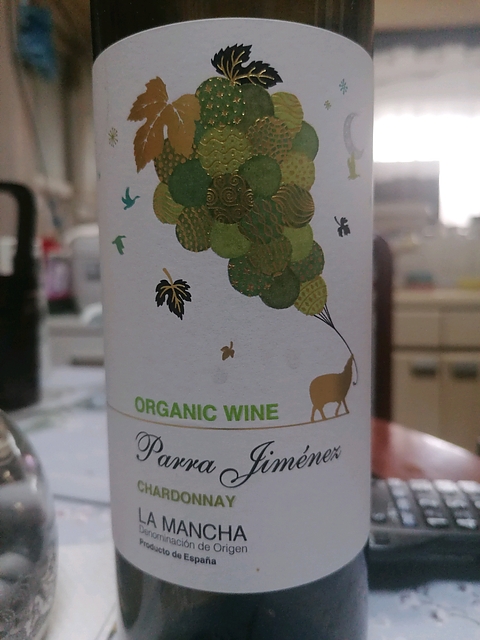 ORGANIC WINE
Parra Jiménez
CHARDONNAY
LA MANCHA
Denominación de Origen
Producto de España